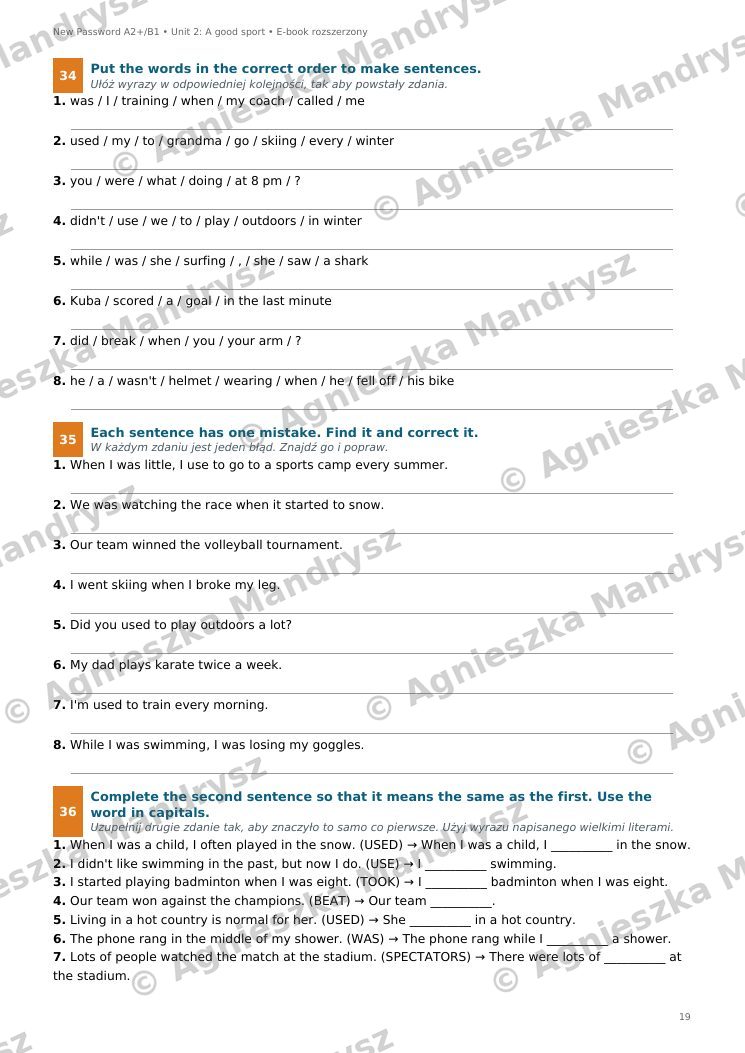 New Password A2+/B1 • Unit 2: A good sport • E-book rozszerzony
34 Put the words in the correct order to make sentences.
Ułóż wyrazy w odpowiedniej kolejności, tak aby powstały zdania.
1. was / I / training / when / my coach / called / me
2. used / my / to / grandma / go / skiing / every / winter
3. you / were / what / doing / at 8 pm / ?
4. didn't / use / we / to / play / outdoors / in winter
5. while / was / she / surfing / , / she / saw / a shark
6. Kuba / scored / a / goal / in the last minute
7. did / break / when / you / your arm / ?
8. he / a / wasn't / helmet / wearing / when / he / fell off / his bike
35 Each sentence has one mistake. Find it and correct it.
W każdym zdaniu jest jeden błąd. Znajdź go i popraw.
1. When I was little, I use to go to a sports camp every summer.
2. We was watching the race when it started to snow.
3. Our team winned the volleyball tournament.
4. I went skiing when I broke my leg.
5. Did you used to play outdoors a lot?
6. My dad plays karate twice a week.
7. I'm used to train every morning.
8. While I was swimming, I was losing my goggles.
36 Complete the second sentence so that it means the same as the first. Use the
word in capitals.
Uzupełnij drugie zdanie tak, aby znaczyło to samo co pierwsze. Użyj wyrazu napisanego wielkimi literami.
1. When I was a child, I often played in the snow. (USED) → When I was a child, I __________ in the snow.
2. I didn't like swimming in the past, but now I do. (USE) → I __________ swimming.
3. I started playing badminton when I was eight. (TOOK) → I __________ badminton when I was eight.
4. Our team won against the champions. (BEAT) → Our team __________.
5. Living in a hot country is normal for her. (USED) → She __________ in a hot country.
6. The phone rang in the middle of my shower. (WAS) → The phone rang while I __________ a shower.
7. Lots of people watched the match at the stadium. (SPECTATORS) → There were lots of __________ at
the stadium.
19
© Agnieszka Mandrysz